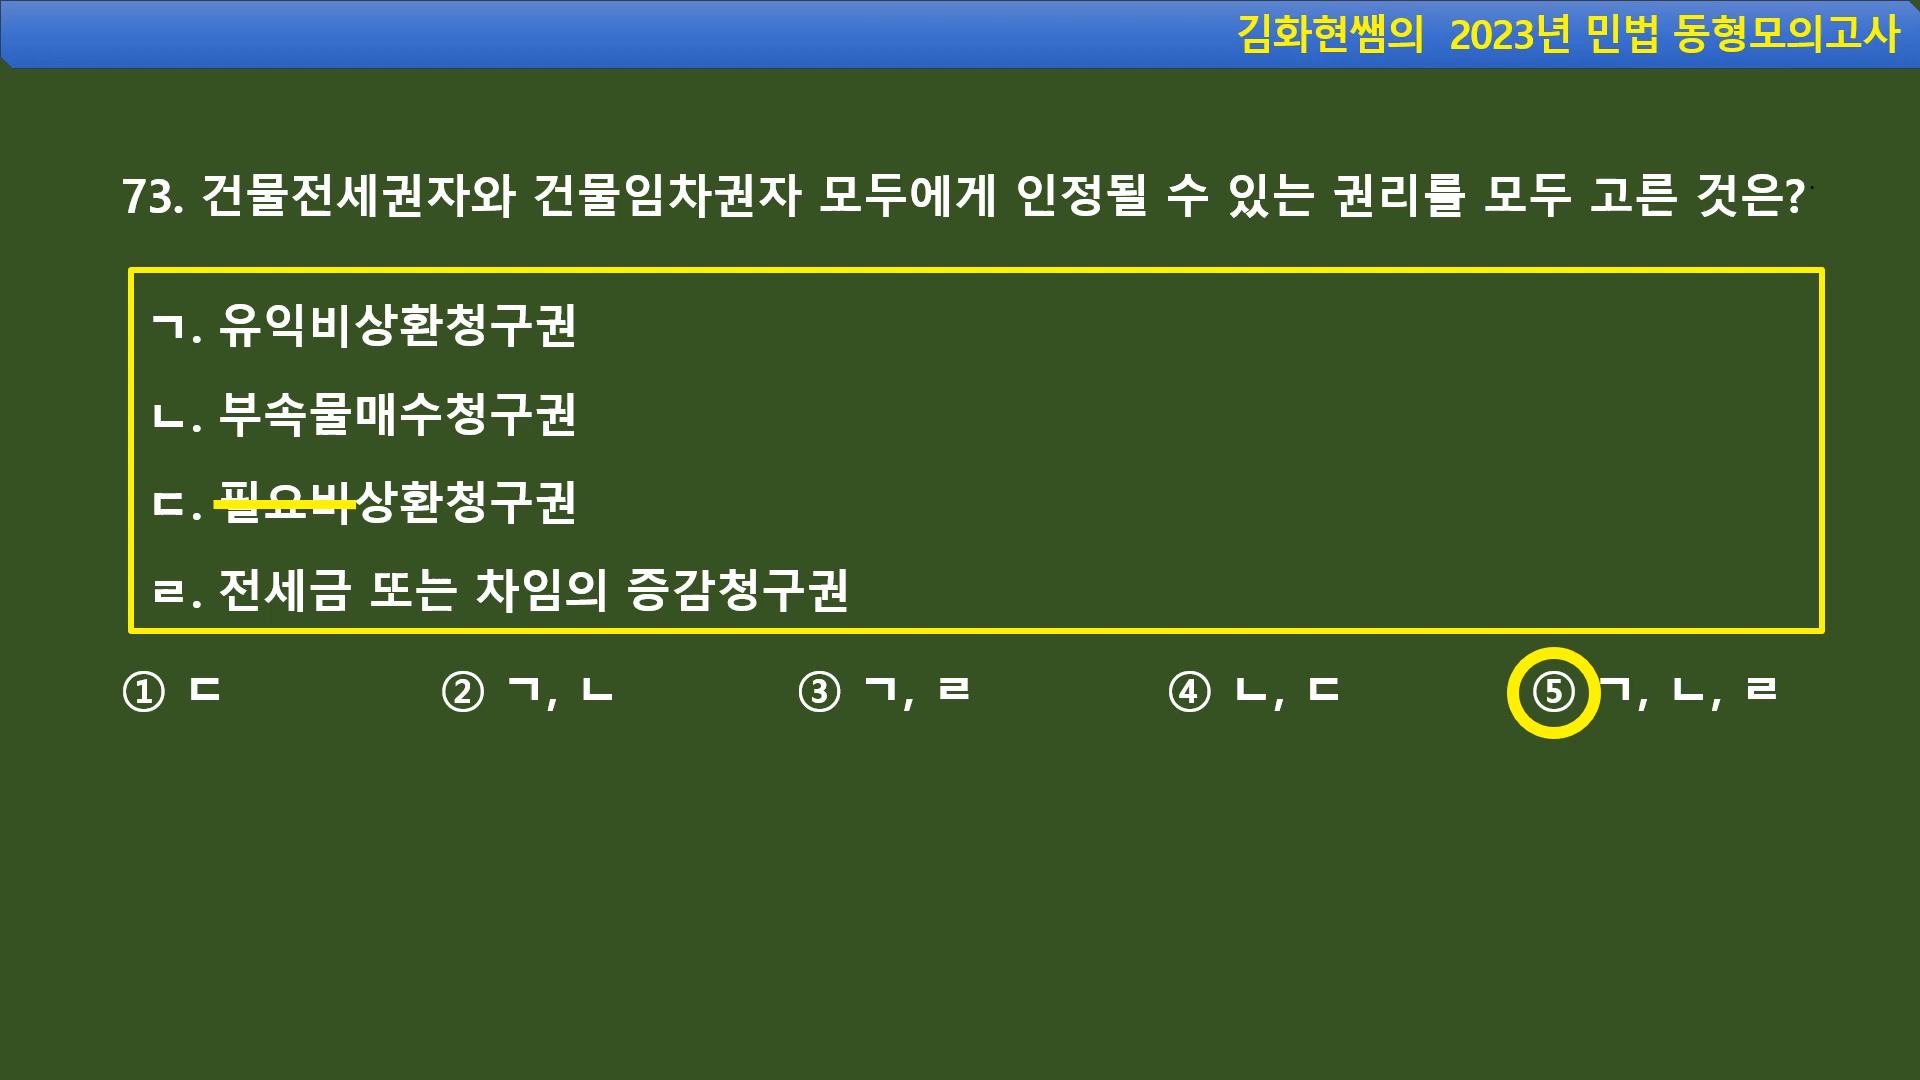 김화현쌤의 2023년 민법 동형모의고사
73. 건물전세권자와 건물임차권자 모두에게 인정될 수 있는 권리를 모두 고른 것은?
ㄱ. 유익비상환청구권
ㄴ. 부속물매수청구권
ㄷ. 필요비상환청구권
ㄹ. 전세금 또는 차임의 증감청구권
① ㄷ ② ㄱ, ㄴ ③ ㄱ, ㄹ ④ ㄴ, ㄷ ⑤ ㄱ, ㄴ, ㄹ